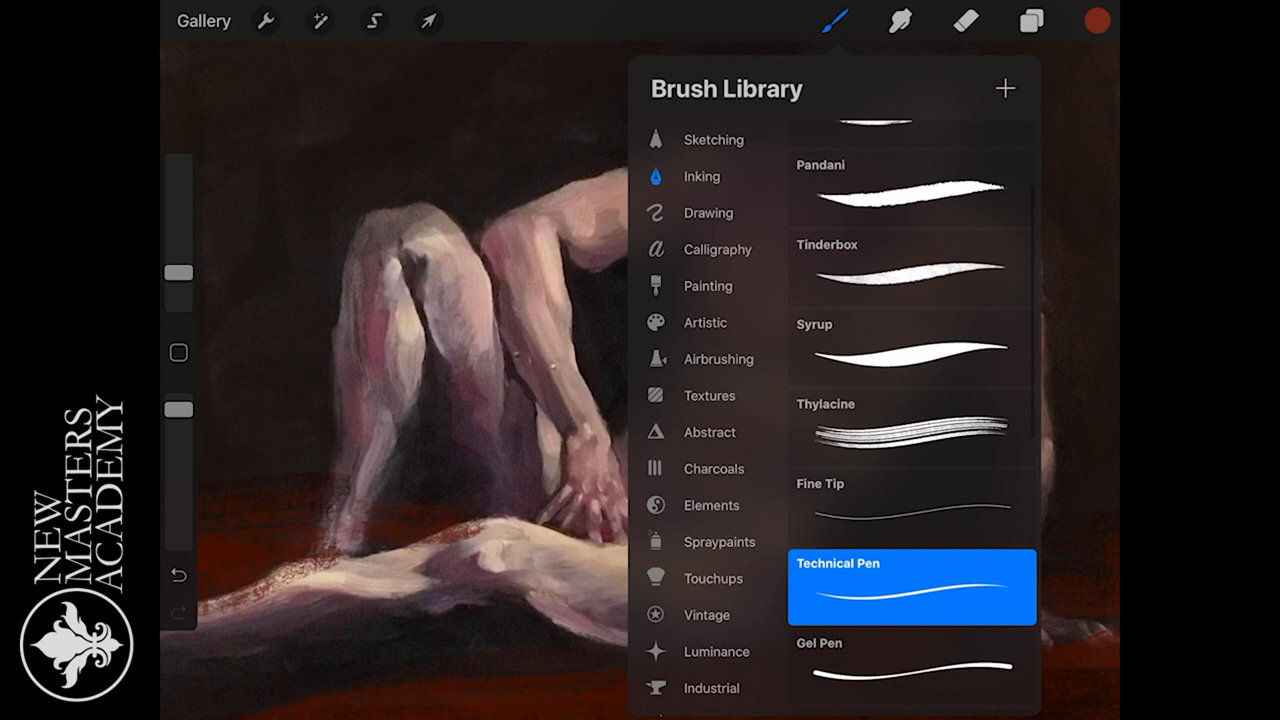 Gallery
Brush Library
Sketching
Inking
Drawing
Calligraphy
Painting
Artistic
Airbrushing
Textures
Abstract
Charcoals
Elements
Spraypaints
Touchups
Vintage
Luminance
Industrial
Pandani
Tinderbox
Syrup
Thylacine
Fine Tip
Technical Pen
Gel Pen
NEW
MASTERS
ACADEMY